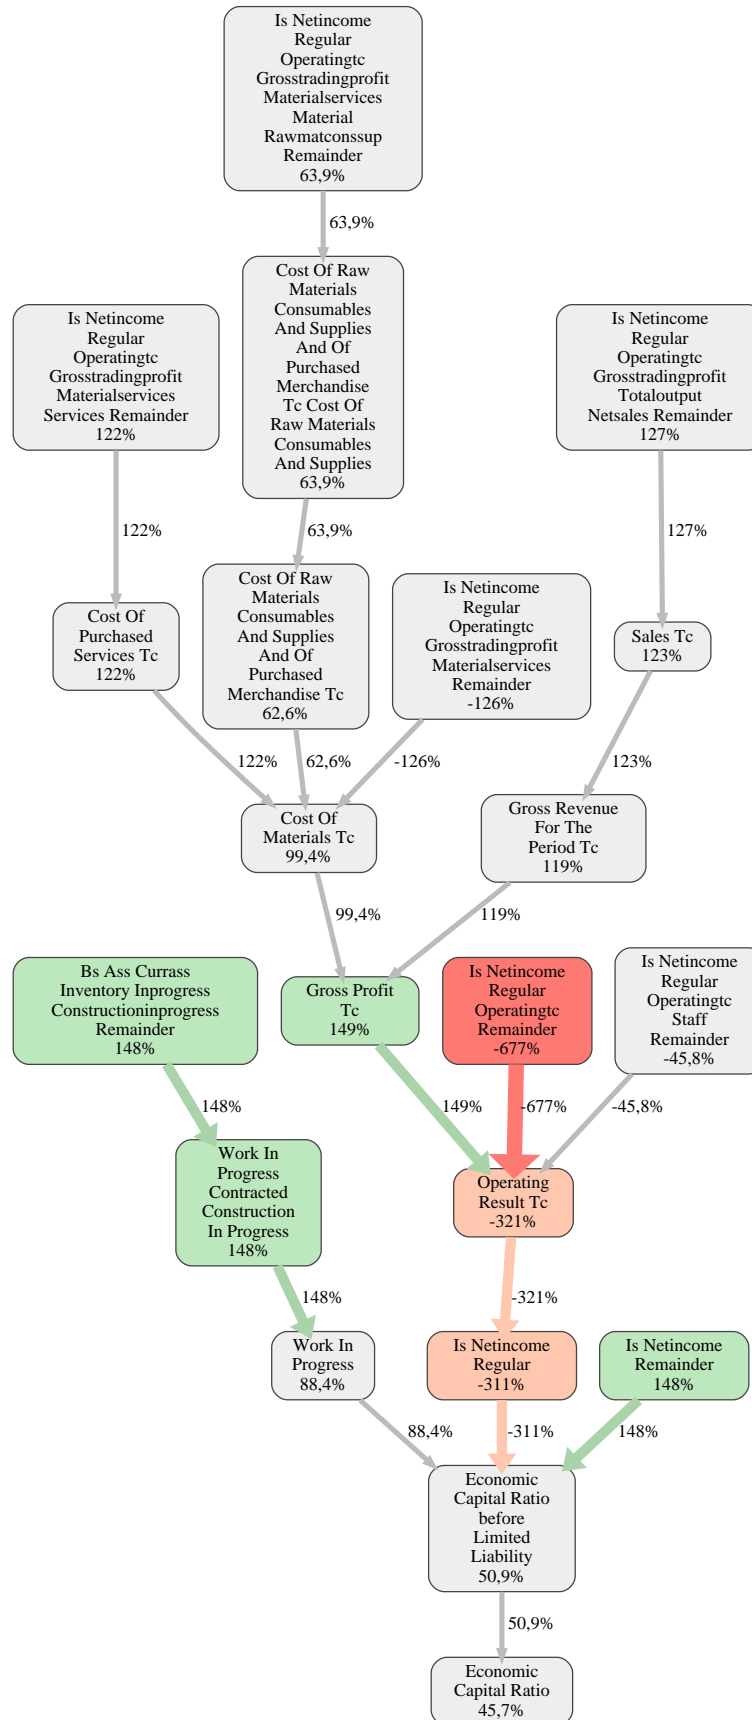 Is Netincome
Regular
Operatingtc
Grosstradingprofit
Materialservices
Material
Rawmatconssup
Remainder
63,9%
63,9%
Cost Of Raw
Materials
Consumables
And Supplies
And Of
Purchased
Merchandise
Tc Cost Of
Raw Materials
Consumables
And Supplies
63,9%
Is Netincome
Regular
Operatingtc
Grosstradingprofit
Materialservices
Services Remainder
122%
Is Netincome
Regular
Operatingtc
Grosstradingprofit
Totaloutput
Netsales Remainder
127%
122%
63,9%
127%
Cost Of
Purchased
Services Tc
122%
Cost Of Raw
Materials
Consumables
And Supplies
And Of
Purchased
Merchandise Tc
62,6%
Is Netincome
Regular
Operatingtc
Grosstradingprofit
Materialservices
Remainder
-126%
Sales Tc
123%
122%
62,6%
-126%
123%
Cost Of
Materials Tc
99,4%
Gross Revenue
For The
Period Tc
119%
99,4%
119%
Bs Ass Currass
Inventory Inprogress
Constructioninprogress
Remainder
148%
Gross Profit
Tc
149%
Is Netincome
Regular
Operatingtc
Remainder
-677%
Is Netincome
Regular
Operatingtc
Staff
Remainder
-45,8%
148%
149%
-677%
-45,8%
Work In
Progress
Contracted
Construction
In Progress
148%
Operating
Result Tc
-321%
148%
-321%
Work In
Progress
88,4%
Is Netincome
Regular
-311%
Is Netincome
Remainder
148%
88,4%
-311%
148%
Economic
Capital Ratio
before
Limited
Liability
50,9%
50,9%
Economic
Capital Ratio
45,7%